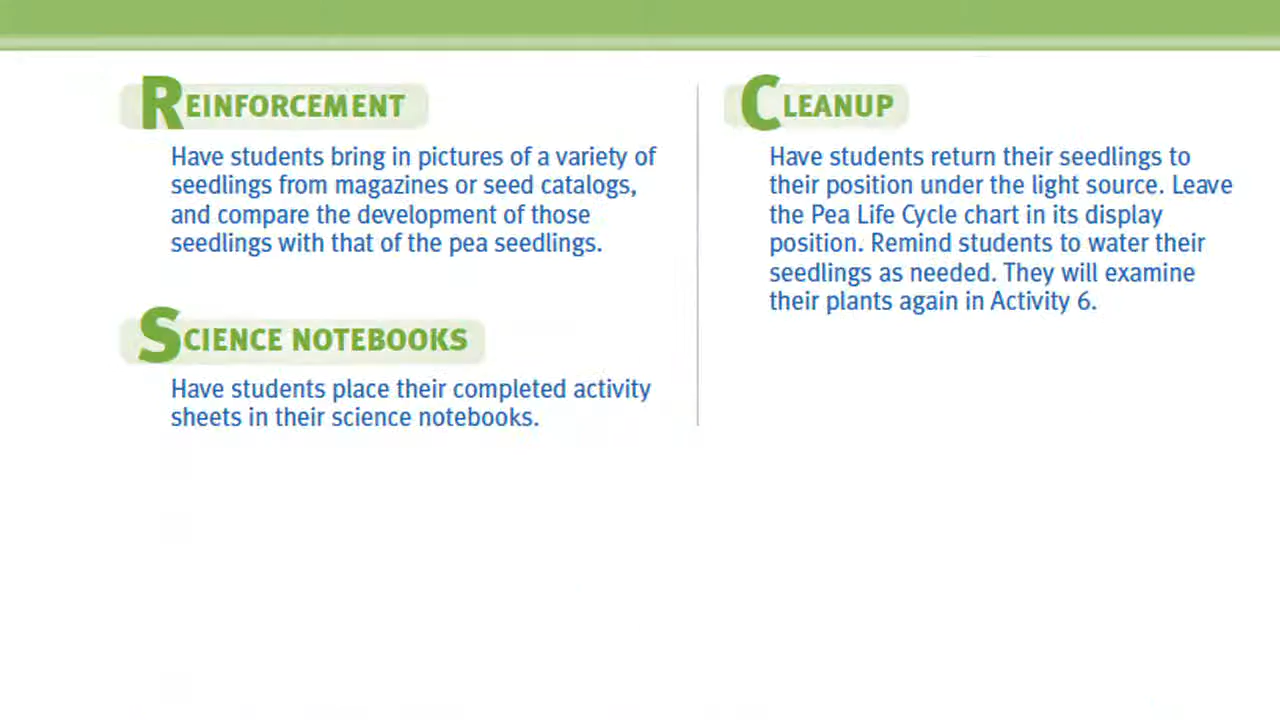 REINFORCEMENT
Have students bring in pictures of a variety of
seedlings from magazines or seed catalogs,
and compare the development of those
seedlings with that of the pea seedlings.
SCIENCE NOTEBOOKS
Have students place their completed activity
sheets in their science notebooks.
CLEANUP
Have students return their seedlings to
their position under the light source. Leave
the Pea Life Cycle chart in its display
position. Remind students to water their
seedlings as needed. They will examine
their plants again in Activity 6.